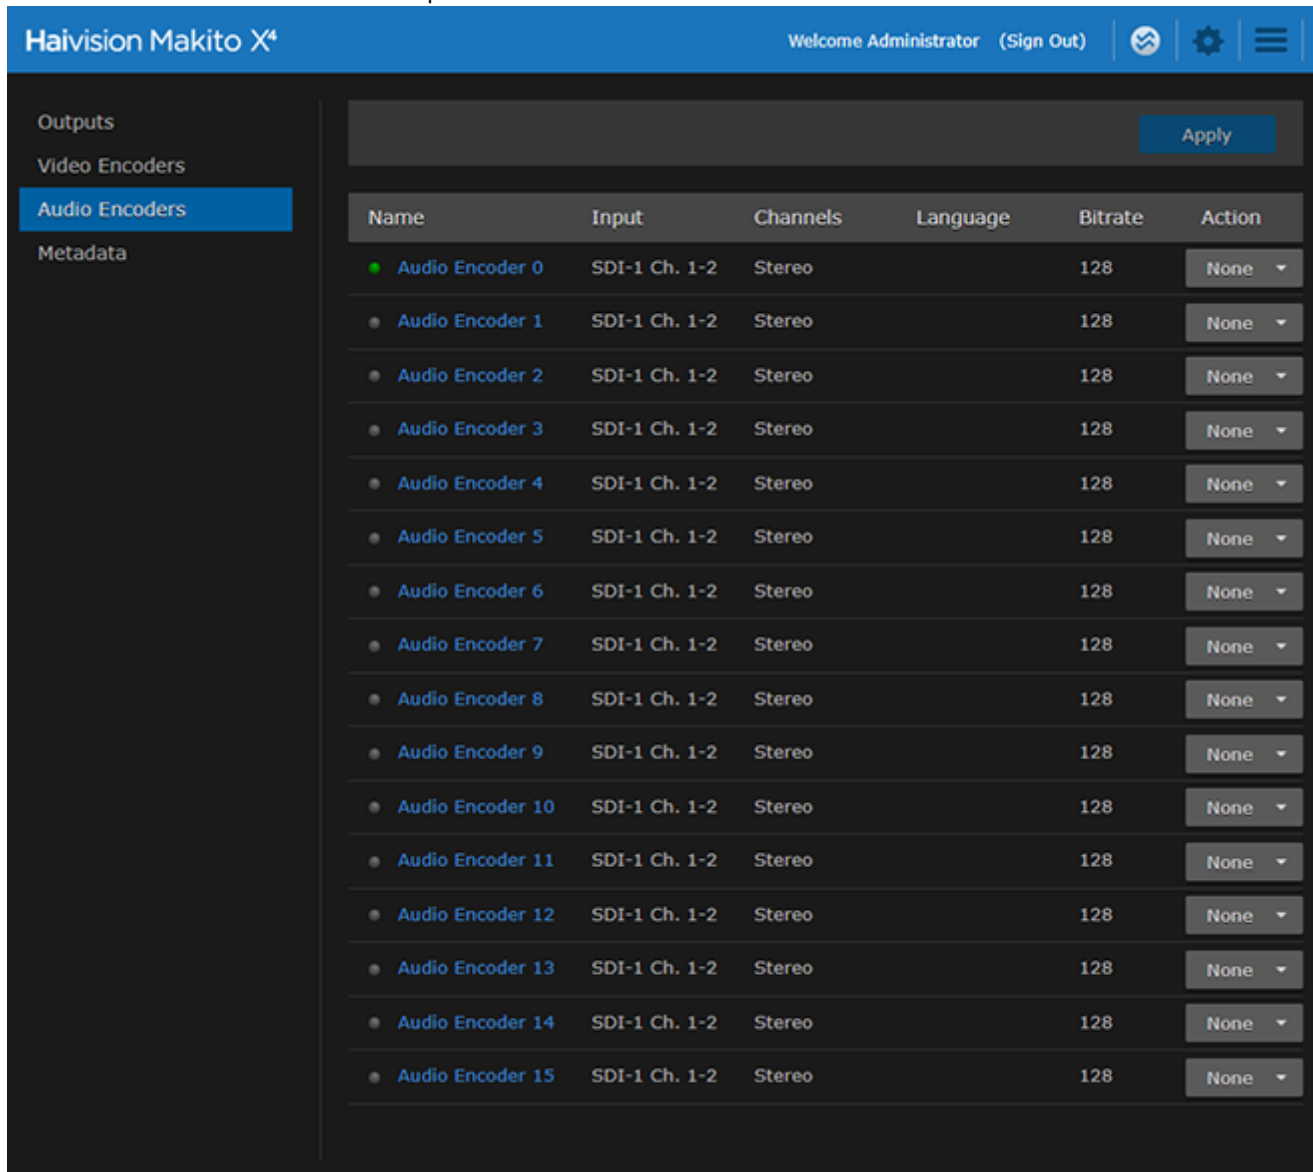 Haivision Makito X4
Welcome Administrator (Sign Out)
Outputs
Video Encoders
Audio Encoders
Metadata
Apply
Name Input Channels Language Bitrate Action
Audio Encoder 0 SDI-1 Ch. 1-2 Stereo 128 None
Audio Encoder 1 SDI-1 Ch. 1-2 Stereo 128 None
Audio Encoder 2 SDI-1 Ch. 1-2 Stereo 128 None
Audio Encoder 3 SDI-1 Ch. 1-2 Stereo 128 None
Audio Encoder 4 SDI-1 Ch. 1-2 Stereo 128 None
Audio Encoder 5 SDI-1 Ch. 1-2 Stereo 128 None
Audio Encoder 6 SDI-1 Ch. 1-2 Stereo 128 None
Audio Encoder 7 SDI-1 Ch. 1-2 Stereo 128 None
Audio Encoder 8 SDI-1 Ch. 1-2 Stereo 128 None
Audio Encoder 9 SDI-1 Ch. 1-2 Stereo 128 None
Audio Encoder 10 SDI-1 Ch. 1-2 Stereo 128 None
Audio Encoder 11 SDI-1 Ch. 1-2 Stereo 128 None
Audio Encoder 12 SDI-1 Ch. 1-2 Stereo 128 None
Audio Encoder 13 SDI-1 Ch. 1-2 Stereo 128 None
Audio Encoder 14 SDI-1 Ch. 1-2 Stereo 128 None
Audio Encoder 15 SDI-1 Ch. 1-2 Stereo 128 None